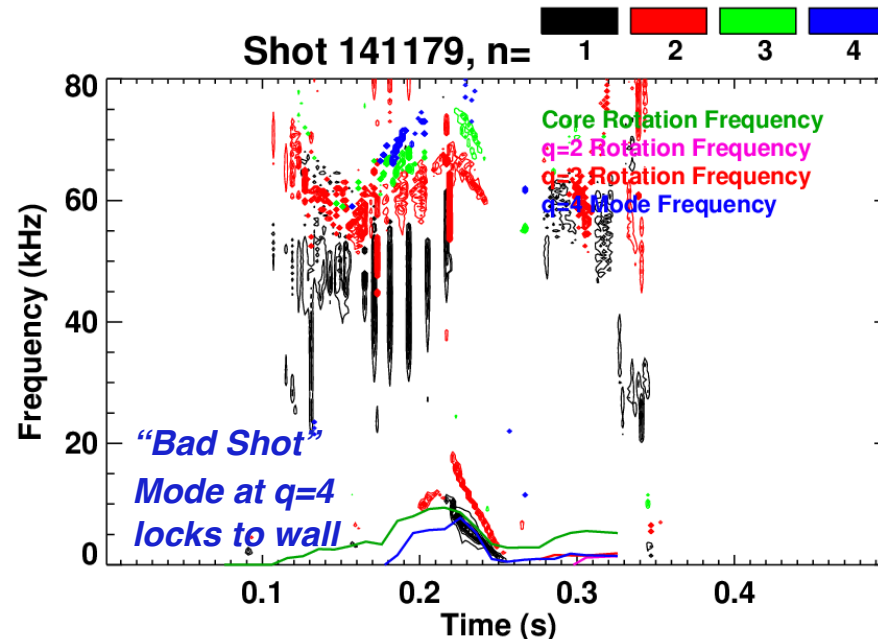 Shot 141179, n=
1 2 3 4
Frequency (kHz)
80
60
40
20
0
Core Rotation Frequency
q=2 Rotation Frequency
q=3 Rotation Frequency
q=4 Mode Frequency
“Bad Shot”
Mode at q=4
locks to wall
0.1 0.2 0.3 0.4
Time (s)